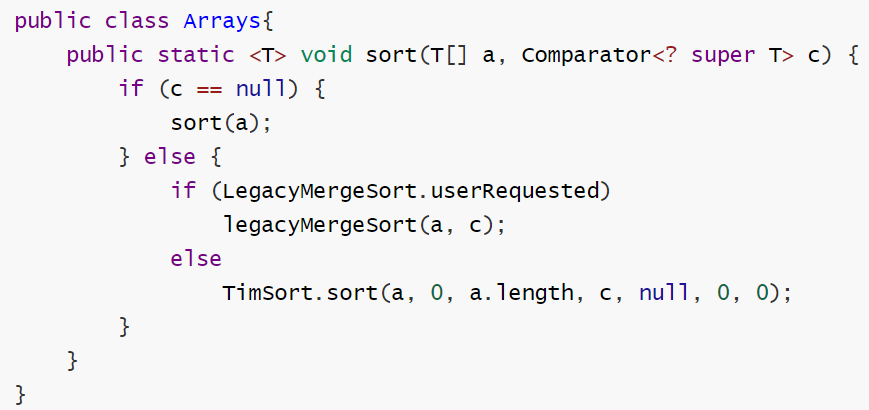 public class Arrays{
    public static <T> void sort(T[] a, Comparator<? super T> c) {
        if (c == null) {
            sort(a);
        } else {
            if (LegacyMergeSort.userRequested)
                legacyMergeSort(a, c);
            else
                TimSort.sort(a, 0, a.length, c, null, 0, 0);
        }
    }
}